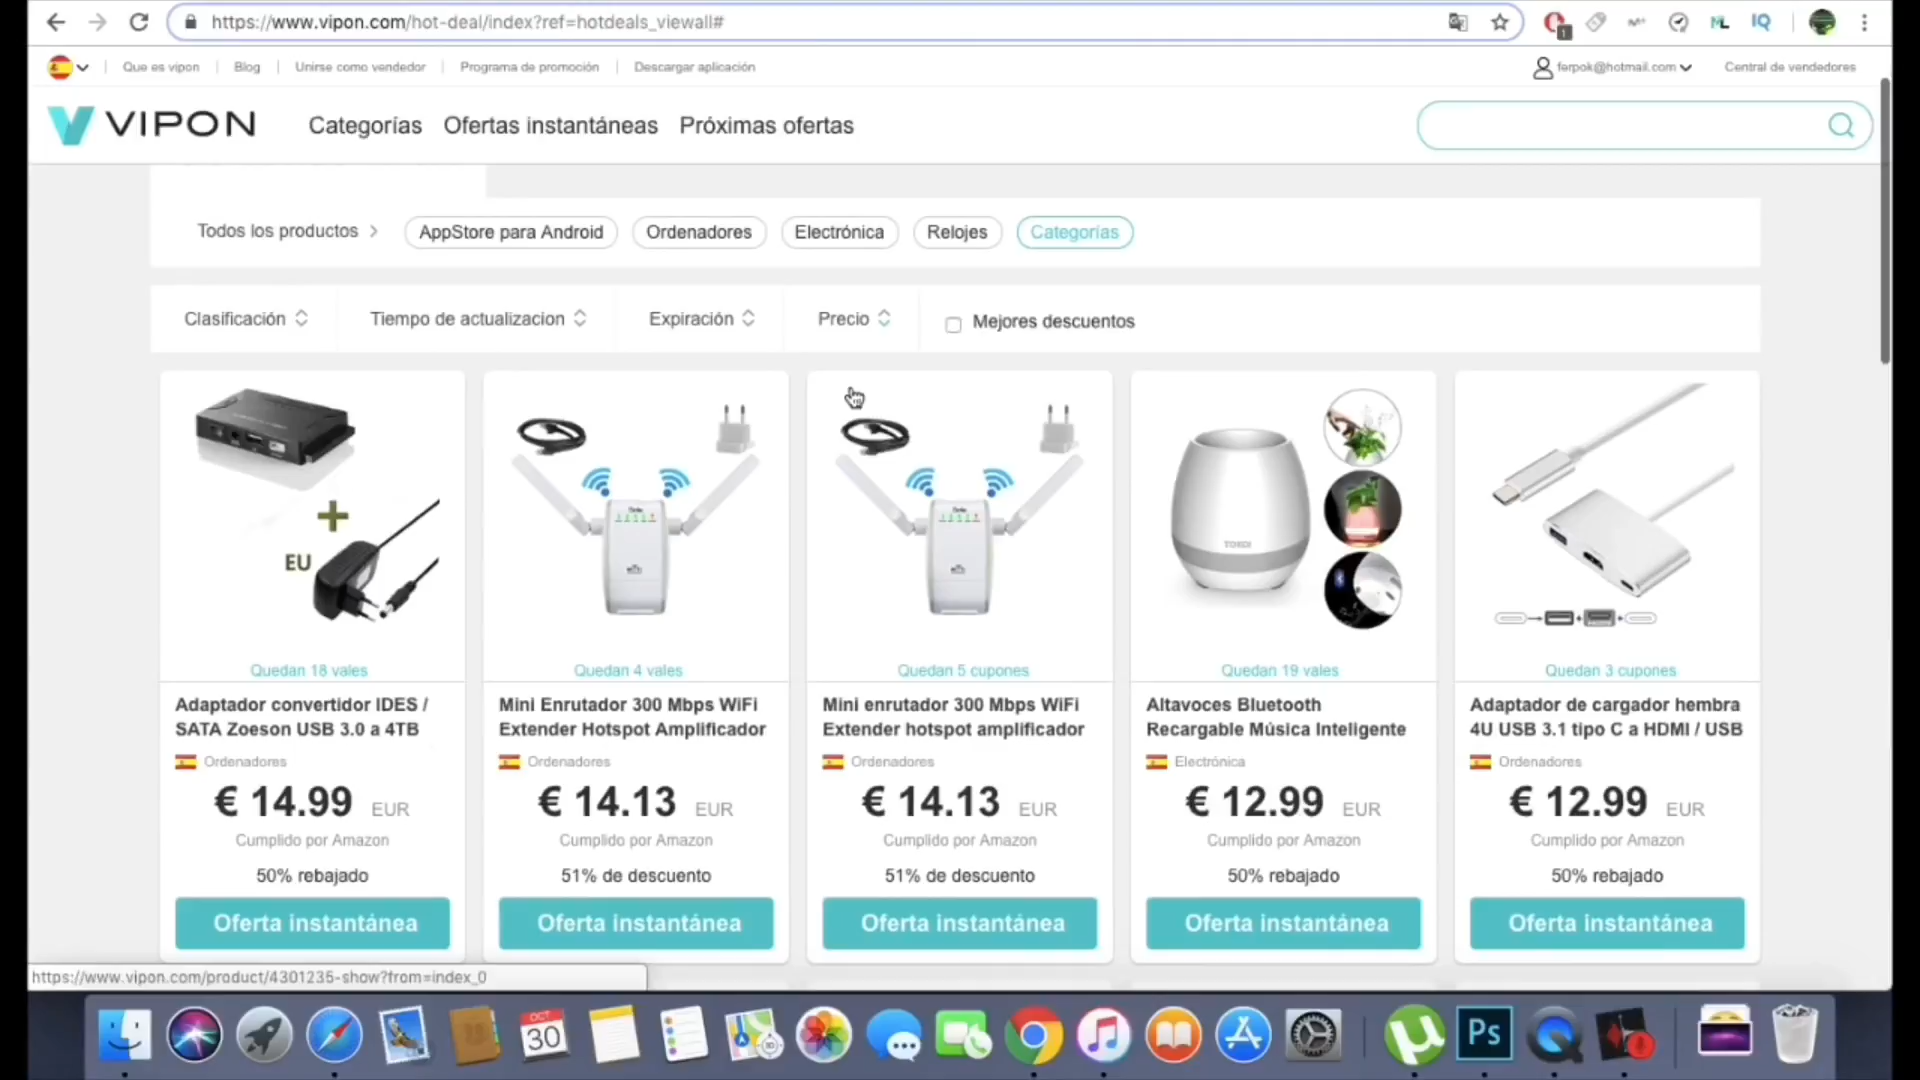 https://www.vipon.com/hot-deal/index?ref=hotdeals_viewall#
Que es vipon
Blog
Unirse como vendedor
Programa de promoción
Descargar aplicación
ferpok@hotmail.com
Central de vendedores
VIPON
Categorías
Ofertas instantáneas
Próximas ofertas
Todos los productos
AppStore para Android
Ordenadores
Electrónica
Relojes
Categorías
Clasificación
Tiempo de actualizacion
Expiración
Precio
Mejores descuentos
EU
TOKQI
Quedan 18 vales
Quedan 4 vales
Quedan 5 cupones
Quedan 19 vales
Quedan 3 cupones
Adaptador convertidor IDES /
SATA Zoeson USB 3.0 a 4TB
Mini Enrutador 300 Mbps WiFi
Extender Hotspot Amplificador
Mini enrutador 300 Mbps WiFi
Extender hotspot amplificador
Altavoces Bluetooth
Recargable Música Inteligente
Adaptador de cargador hembra
4U USB 3.1 tipo C a HDMI / USB
Ordenadores
Ordenadores
Ordenadores
Electrónica
Ordenadores
€ 14.99 EUR
€ 14.13 EUR
€ 14.13 EUR
€ 12.99 EUR
€ 12.99 EUR
Cumplido por Amazon
Cumplido por Amazon
Cumplido por Amazon
Cumplido por Amazon
Cumplido por Amazon
50% rebajado
51% de descuento
51% de descuento
50% rebajado
50% rebajado
Oferta instantánea
Oferta instantánea
Oferta instantánea
Oferta instantánea
Oferta instantánea
https://www.vipon.com/product/4301235-show?from=index_0
OCT
30
Ps